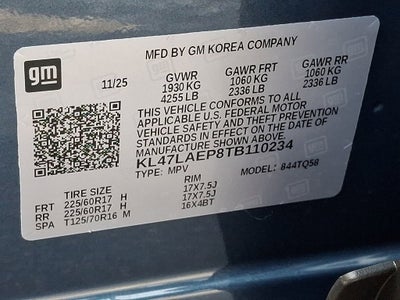 gm
MFD BY GM KOREA COMPANY
11/25 GVWR GAWR FRT GAWR RR
1930 KG 1060 KG 1060 KG
4255 LB 2336 LB 2336 LB
THIS VEHICLE CONFORMS TO ALL
APPLICABLE U.S. FEDERAL MOTOR
VEHICLE SAFETY AND BUMPER
STANDARDS IN EFFECT ON THE DATE
OF MANUFACTURE SHOWN ABOVE.
KL47LAEP8TB110234
TYPE: MPV MODEL: 844TQ58
TIRE SIZE RIM
FRT 225/60R17 H 17X7.5J
RR 225/60R17 H 17X7.5J
SPA T125/70R16 M 16X4BT